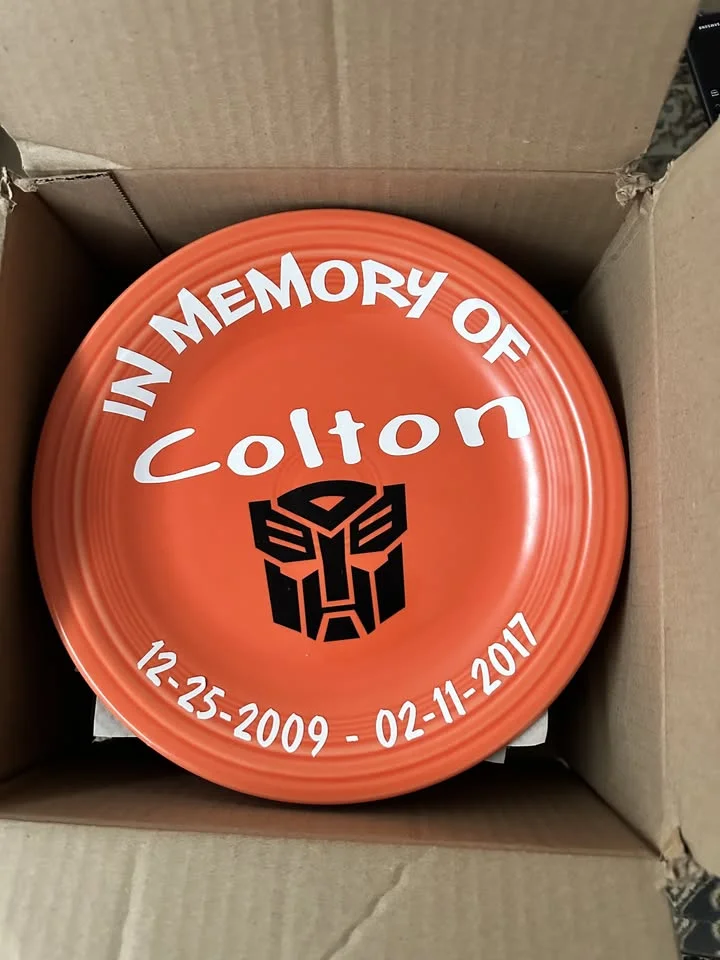 IN MEMORY OF
Colton
12-25-2009 - 02-11-2017